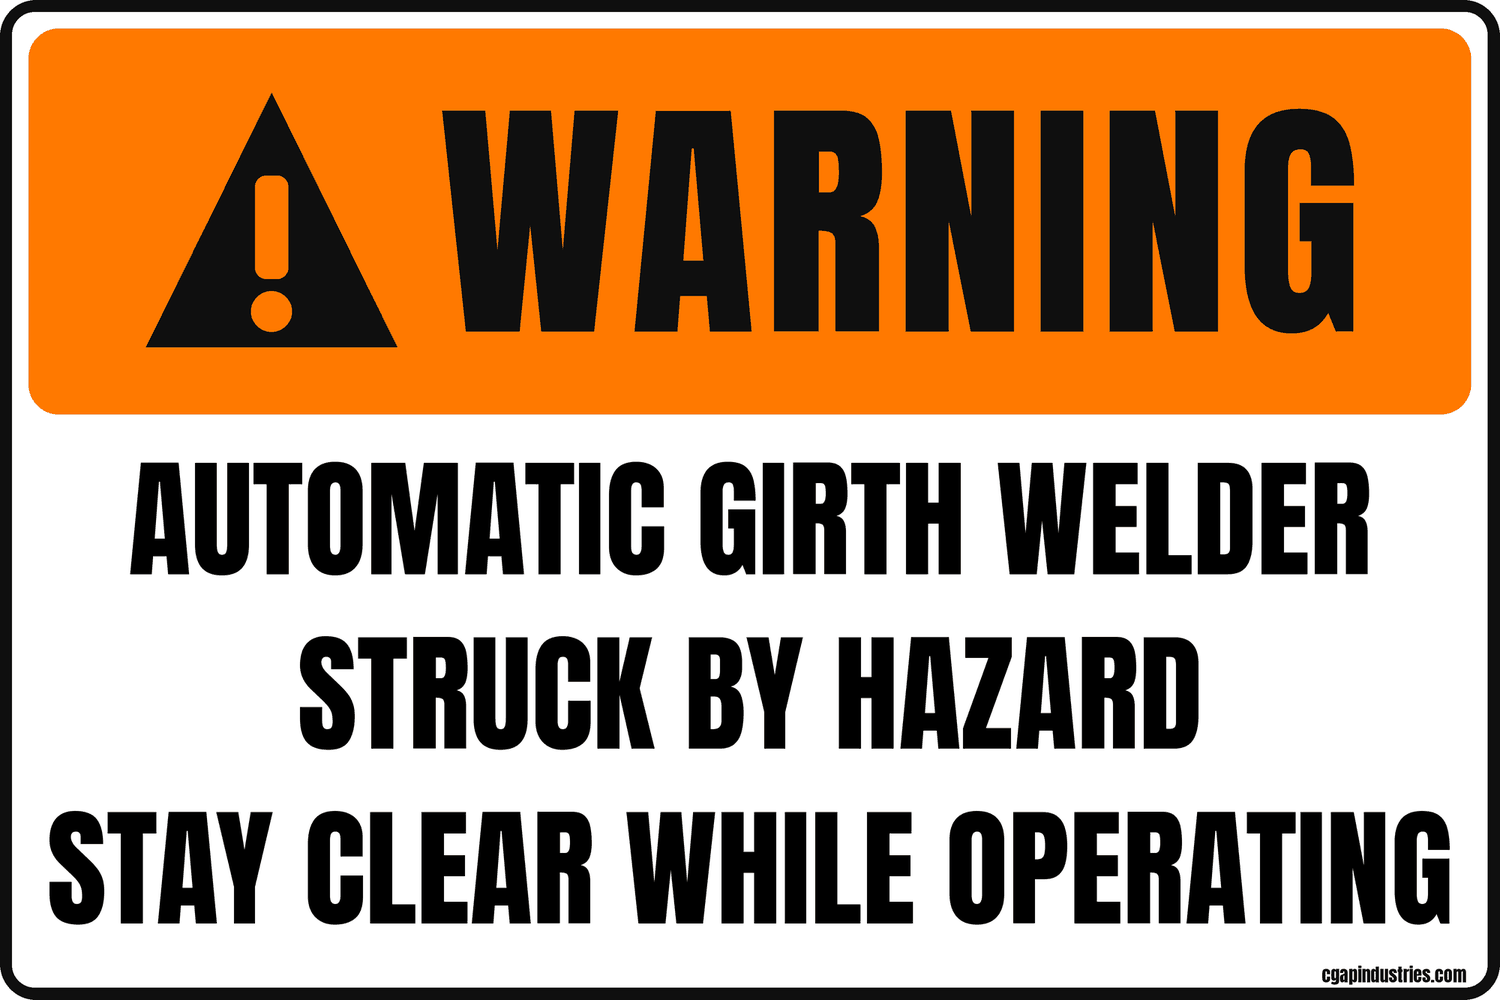 WARNING
AUTOMATIC GIRTH WELDER
STRUCK BY HAZARD
STAY CLEAR WHILE OPERATING
cgapindustries.com